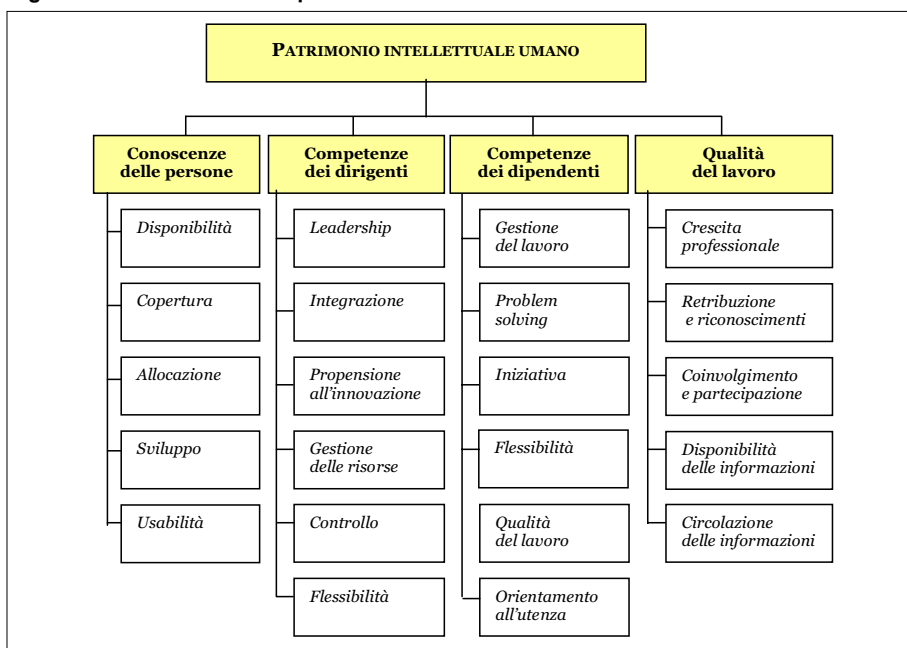 PATRIMONIO INTELLETTUALE UMANO
Conoscenze
delle persone
Disponibilità
Copertura
Allocazione
Sviluppo
Usabilità
Competenze
dei dirigenti
Leadership
Integrazione
Propensione
all'innovazione
Gestione
delle risorse
Controllo
Flessibilità
Competenze
dei dipendenti
Gestione
del lavoro
Problem
solving
Iniziativa
Flessibilità
Qualità
del lavoro
Orientamento
all'utenza
Qualità
del lavoro
Crescita
professionale
Retribuzione
e riconoscimenti
Coinvolgimento
e partecipazione
Disponibilità
delle informazioni
Circolazione
delle informazioni